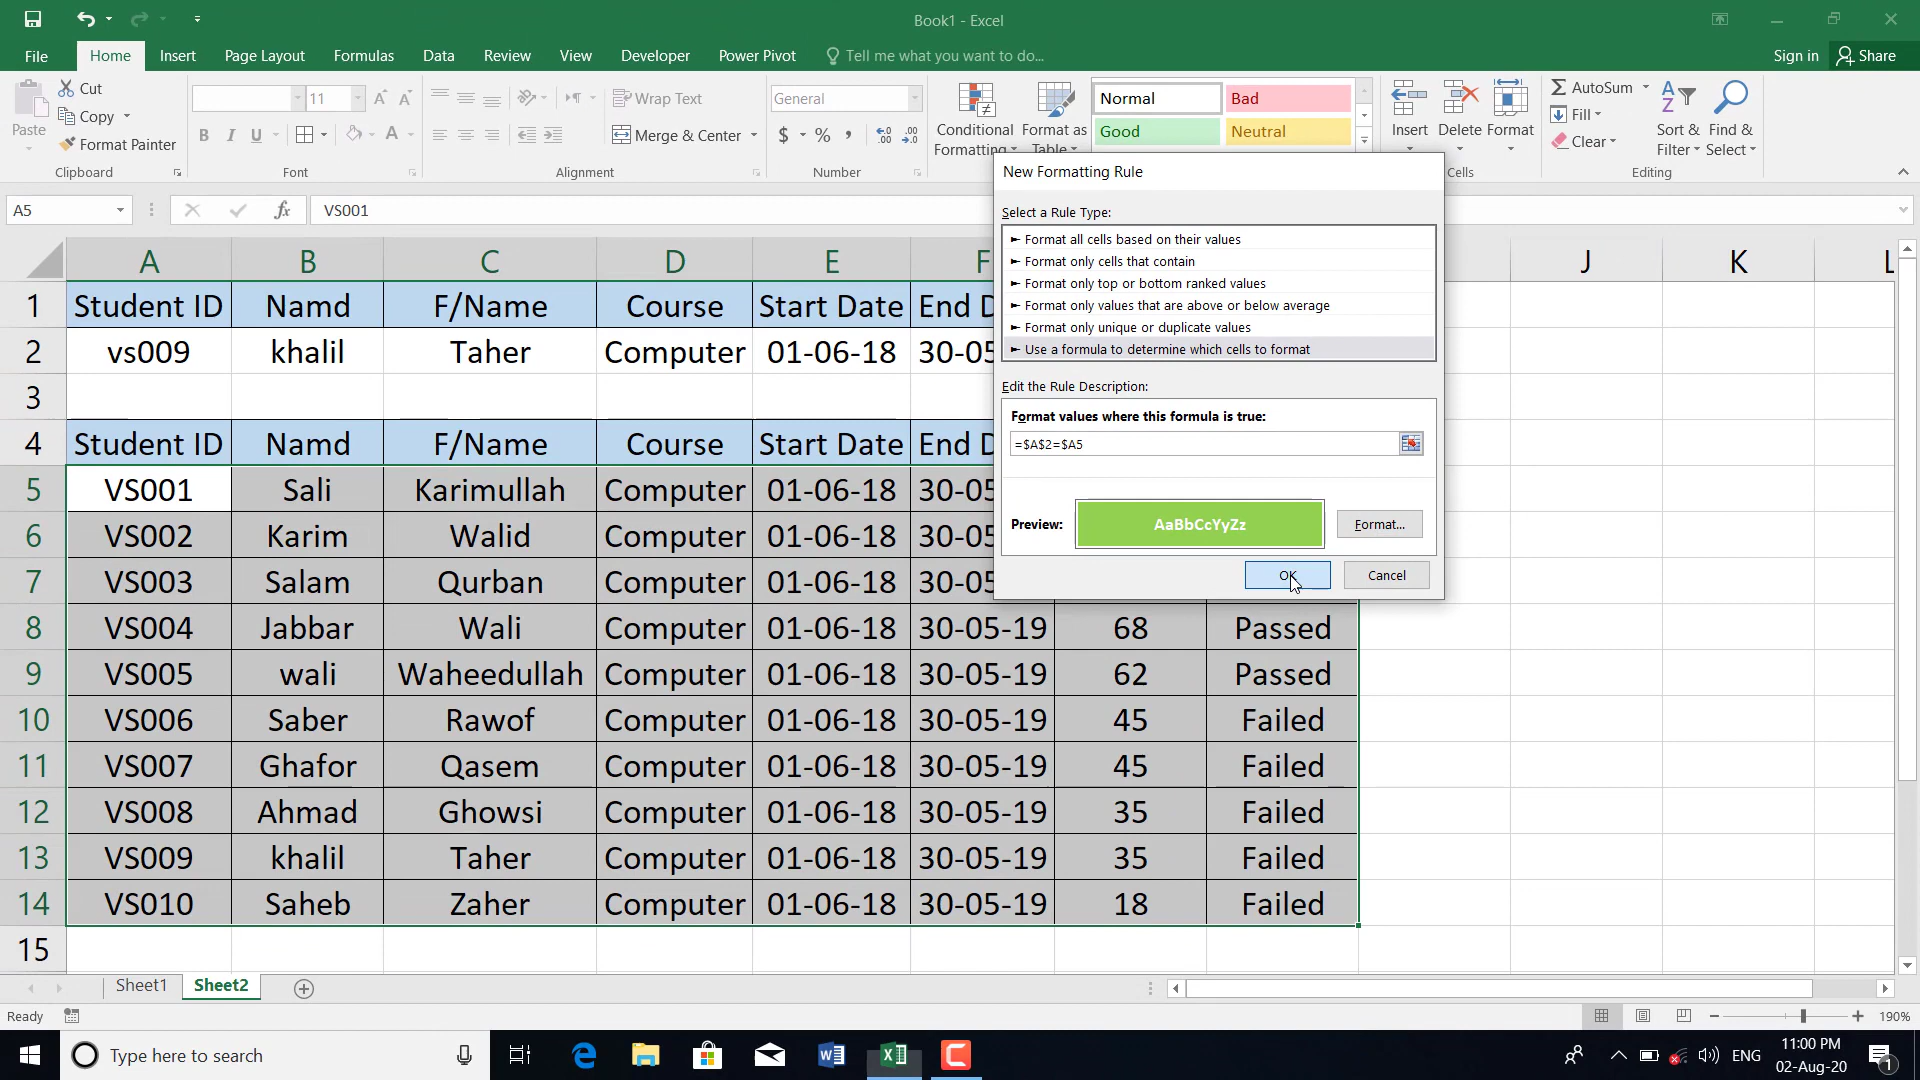 Book1 - Excel
File Home Insert Page Layout Formulas Data Review View Developer Power Pivot Tell me what you want to do... Sign in Share
Paste
Cut
Copy
Format Painter
Clipboard
11
B I U A
Font
Wrap Text
Merge & Center
Alignment
General
$ % ,
Number
Conditional Formatting
Format as Table
Normal Bad
Good Neutral
Insert Delete Format
Cells
AutoSum
Fill
Clear
Sort & Filter
Find & Select
Editing
A5 fx VS001
New Formatting Rule
Select a Rule Type:
► Format all cells based on their values
► Format only cells that contain
► Format only top or bottom ranked values
► Format only values that are above or below average
► Format only unique or duplicate values
► Use a formula to determine which cells to format
Edit the Rule Description:
Format values where this formula is true:
=$A$2=$A5
Preview: AaBbCcYyZz Format...
OK Cancel
A B C D E F J K L
1 Student ID Namd F/Name Course Start Date End D
2 vs009 khalil Taher Computer 01-06-18 30-05
3
4 Student ID Namd F/Name Course Start Date End D
5 VS001 Sali Karimullah Computer 01-06-18 30-05
6 VS002 Karim Walid Computer 01-06-18 30-05
7 VS003 Salam Qurban Computer 01-06-18 30-05
8 VS004 Jabbar Wali Computer 01-06-18 30-05-19 68 Passed
9 VS005 wali Waheedullah Computer 01-06-18 30-05-19 62 Passed
10 VS006 Saber Rawof Computer 01-06-18 30-05-19 45 Failed
11 VS007 Ghafor Qasem Computer 01-06-18 30-05-19 45 Failed
12 VS008 Ahmad Ghowsi Computer 01-06-18 30-05-19 35 Failed
13 VS009 khalil Taher Computer 01-06-18 30-05-19 35 Failed
14 VS010 Saheb Zaher Computer 01-06-18 30-05-19 18 Failed
15
Sheet1 Sheet2
Ready 190%
Type here to search
ENG
11:00 PM
02-Aug-20
1